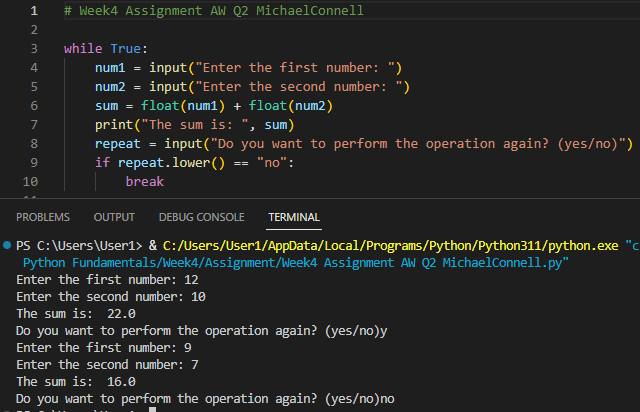 1 # Week4 Assignment AW Q2 MichaelConnell
2
3 while True:
4     num1 = input("Enter the first number: ")
5     num2 = input("Enter the second number: ")
6     sum = float(num1) + float(num2)
7     print("The sum is: ", sum)
8     repeat = input("Do you want to perform the operation again? (yes/no)")
9     if repeat.lower() == "no":
10         break
PROBLEMS OUTPUT DEBUG CONSOLE TERMINAL
PS C:\Users\User1> & C:/Users/User1/AppData/Local/Programs/Python/Python311/python.exe "c
Python Fundamentals/Week4/Assignment/Week4 Assignment AW Q2 MichaelConnell.py"
Enter the first number: 12
Enter the second number: 10
The sum is:  22.0
Do you want to perform the operation again? (yes/no)y
Enter the first number: 9
Enter the second number: 7
The sum is:  16.0
Do you want to perform the operation again? (yes/no)no